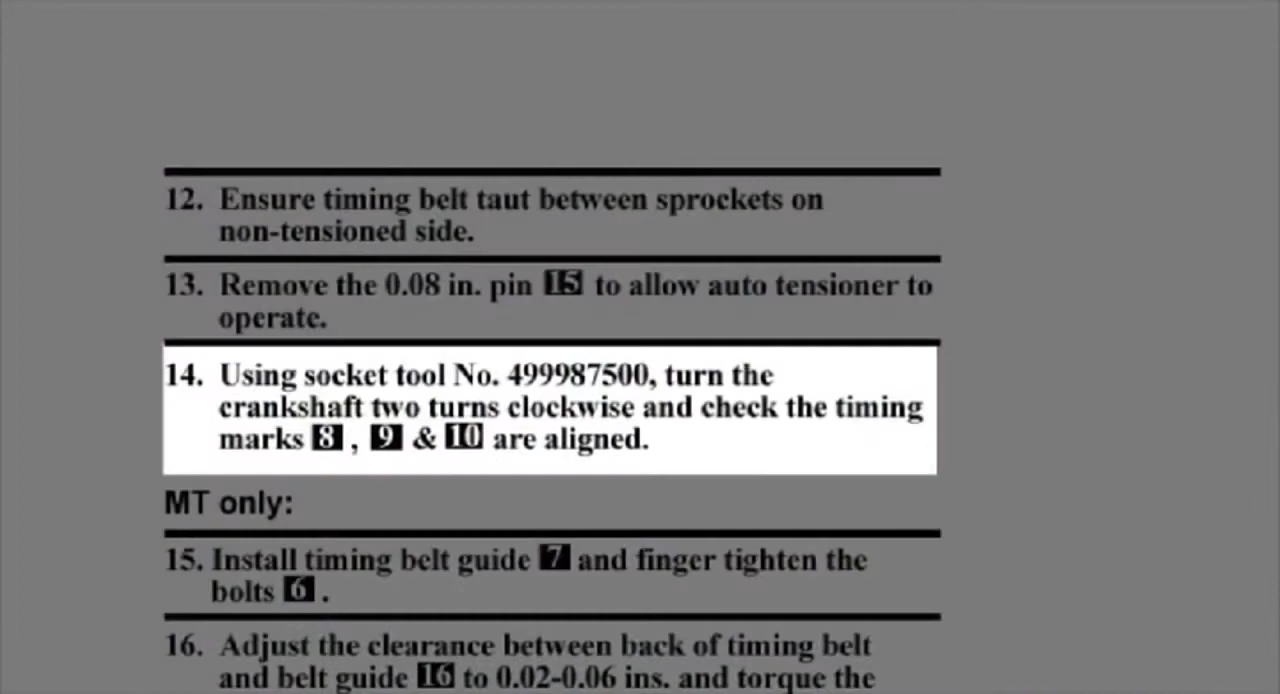 12. Ensure timing belt taut between sprockets on
non-tensioned side.
13. Remove the 0.08 in. pin 15 to allow auto tensioner to
operate.
14. Using socket tool No. 499987500, turn the
crankshaft two turns clockwise and check the timing
marks 8 , 9 & 10 are aligned.
MT only:
15. Install timing belt guide 7 and finger tighten the
bolts 6 .
16. Adjust the clearance between back of timing belt
and belt guide 16 to 0.02-0.06 ins. and torque the